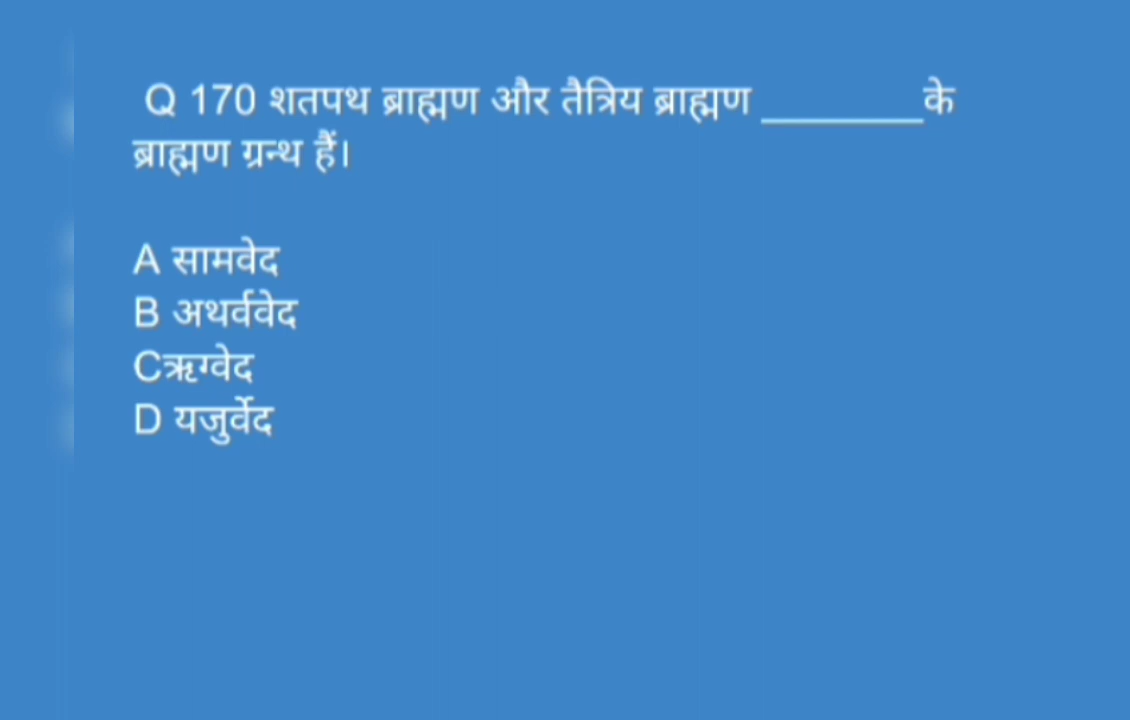 Q 170 शतपथ ब्राह्मण और तैत्रिय ब्राह्मण ________के
ब्राह्मण ग्रन्थ हैं।
A सामवेद
B अथर्ववेद
Cऋग्वेद
D यजुर्वेद